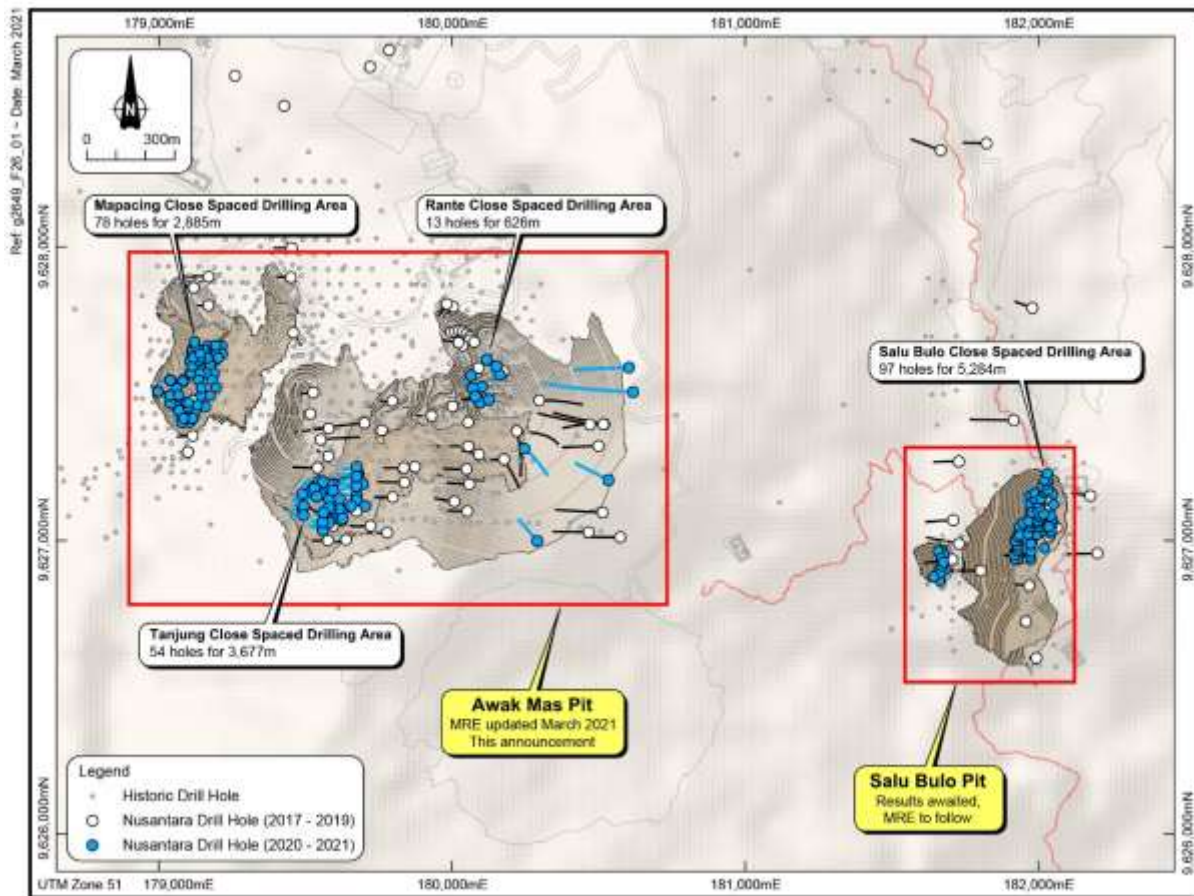 Ref: g2649_F26_01 ~ Date: March 2021
179,000mE
180,000mE
181,000mE
182,000mE
N
0 300m
Mapacing Close Spaced Drilling Area
78 holes for 2,885m
Rante Close Spaced Drilling Area
13 holes for 626m
9,628,000mN
9,628,000mN
Salu Bulo Close Spaced Drilling Area
97 holes for 5,284m
9,627,000mN
9,627,000mN
Tanjung Close Spaced Drilling Area
54 holes for 3,677m
Awak Mas Pit
MRE updated March 2021
This announcement
Salu Bulo Pit
Results awaited,
MRE to follow
Legend
Historic Drill Hole
Nusantara Drill Hole (2017 - 2019)
Nusantara Drill Hole (2020 - 2021)
9,626,000mN
9,626,000mN
UTM Zone 51
179,000mE
180,000mE
181,000mE
182,000mE